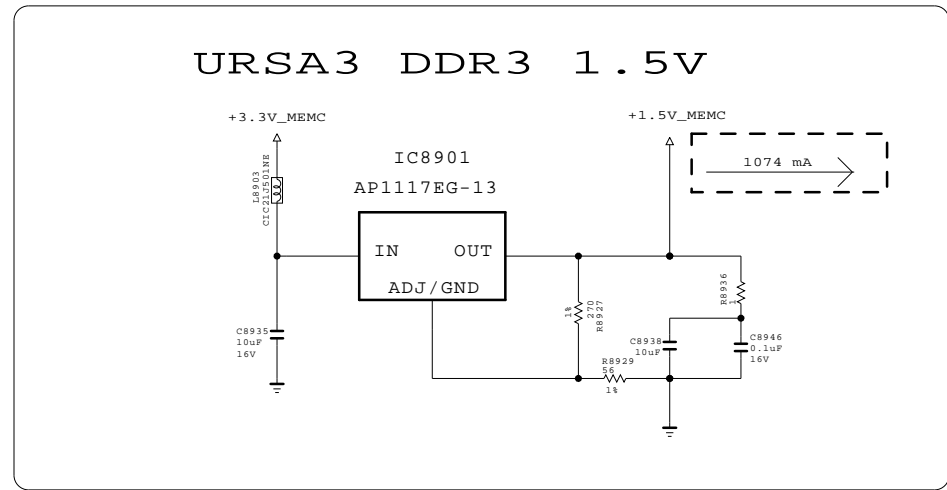 URSA3 DDR3 1.5V
+3.3V_MEMC
+1.5V_MEMC
1074 mA
IC8901
AP1117EG-13
L8903
CIC21J501NE
IN OUT
ADJ/GND
R8936
1
1%
270
R8927
C8935
10uF
16V
C8938
10uF
C8946
0.1uF
16V
R8929
56
1%